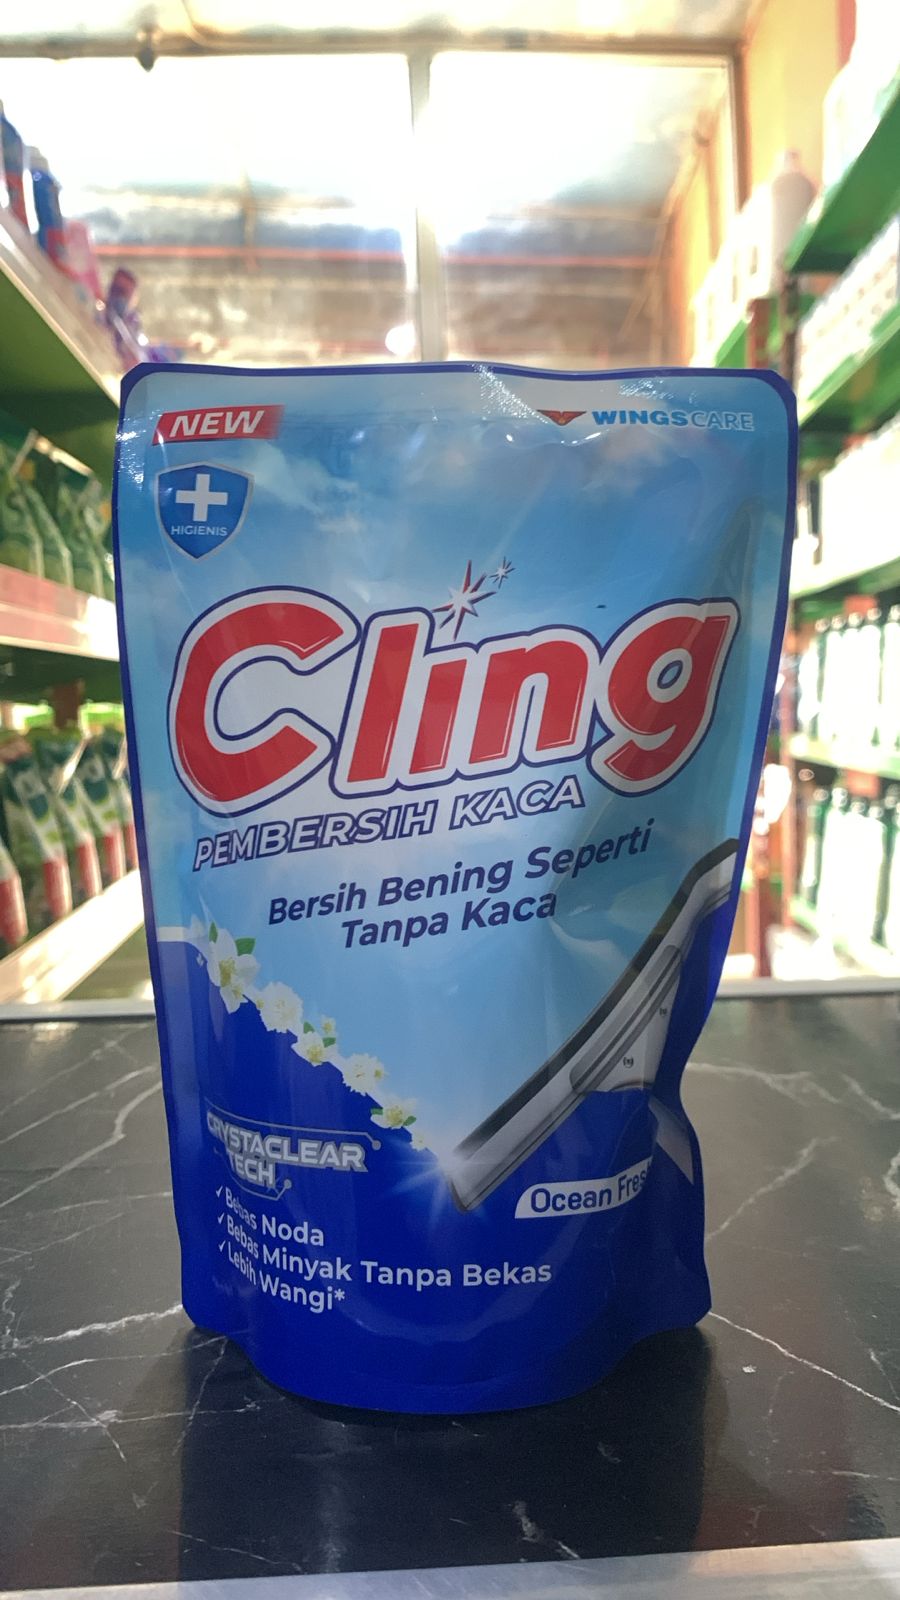 NEW
WINGSCARE
HIGIENIS
Cling
PEMBERSIH KACA
Bersih Bening Seperti
Tanpa Kaca
CRYSTACLEAR
TECH
Ocean
✓ Bebas Noda
✓ Bebas Minyak Tanpa Bekas
✓ Lebih Wangi*